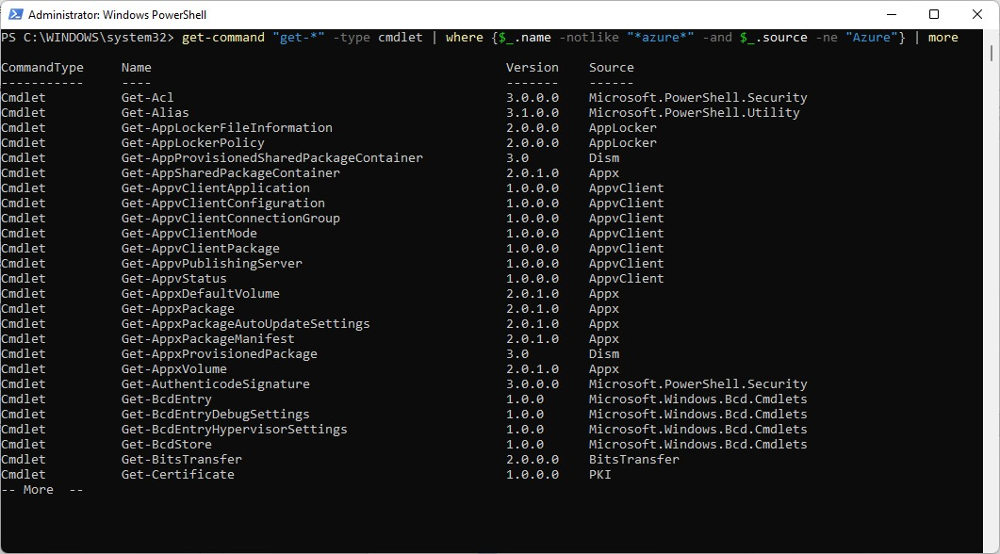 Administrator: Windows PowerShell
PS C:\WINDOWS\system32> get-command "get-*" -type cmdlet | where {$_.name -notlike "*azure*" -and $_.source -ne "Azure"} | more
CommandType     Name                                               Version    Source
-----------     ----                                               -------    ------
Cmdlet          Get-Acl                                            3.0.0.0    Microsoft.PowerShell.Security
Cmdlet          Get-Alias                                          3.1.0.0    Microsoft.PowerShell.Utility
Cmdlet          Get-AppLockerFileInformation                       2.0.0.0    AppLocker
Cmdlet          Get-AppLockerPolicy                                2.0.0.0    AppLocker
Cmdlet          Get-AppProvisionedSharedPackageContainer           3.0        Dism
Cmdlet          Get-AppSharedPackageContainer                      2.0.1.0    Appx
Cmdlet          Get-AppvClientApplication                          1.0.0.0    AppvClient
Cmdlet          Get-AppvClientConfiguration                        1.0.0.0    AppvClient
Cmdlet          Get-AppvClientConnectionGroup                      1.0.0.0    AppvClient
Cmdlet          Get-AppvClientMode                                 1.0.0.0    AppvClient
Cmdlet          Get-AppvClientPackage                              1.0.0.0    AppvClient
Cmdlet          Get-AppvPublishingServer                           1.0.0.0    AppvClient
Cmdlet          Get-AppvStatus                                     1.0.0.0    AppvClient
Cmdlet          Get-AppxDefaultVolume                              2.0.1.0    Appx
Cmdlet          Get-AppxPackage                                    2.0.1.0    Appx
Cmdlet          Get-AppxPackageAutoUpdateSettings                  2.0.1.0    Appx
Cmdlet          Get-AppxPackageManifest                            2.0.1.0    Appx
Cmdlet          Get-AppxProvisionedPackage                         3.0        Dism
Cmdlet          Get-AppxVolume                                     2.0.1.0    Appx
Cmdlet          Get-AuthenticodeSignature                          3.0.0.0    Microsoft.PowerShell.Security
Cmdlet          Get-BcdEntry                                       1.0.0      Microsoft.Windows.Bcd.Cmdlets
Cmdlet          Get-BcdEntryDebugSettings                          1.0.0      Microsoft.Windows.Bcd.Cmdlets
Cmdlet          Get-BcdEntryHypervisorSettings                     1.0.0      Microsoft.Windows.Bcd.Cmdlets
Cmdlet          Get-BcdStore                                       1.0.0      Microsoft.Windows.Bcd.Cmdlets
Cmdlet          Get-BitsTransfer                                   2.0.0.0    BitsTransfer
Cmdlet          Get-Certificate                                    1.0.0.0    PKI
-- More  --